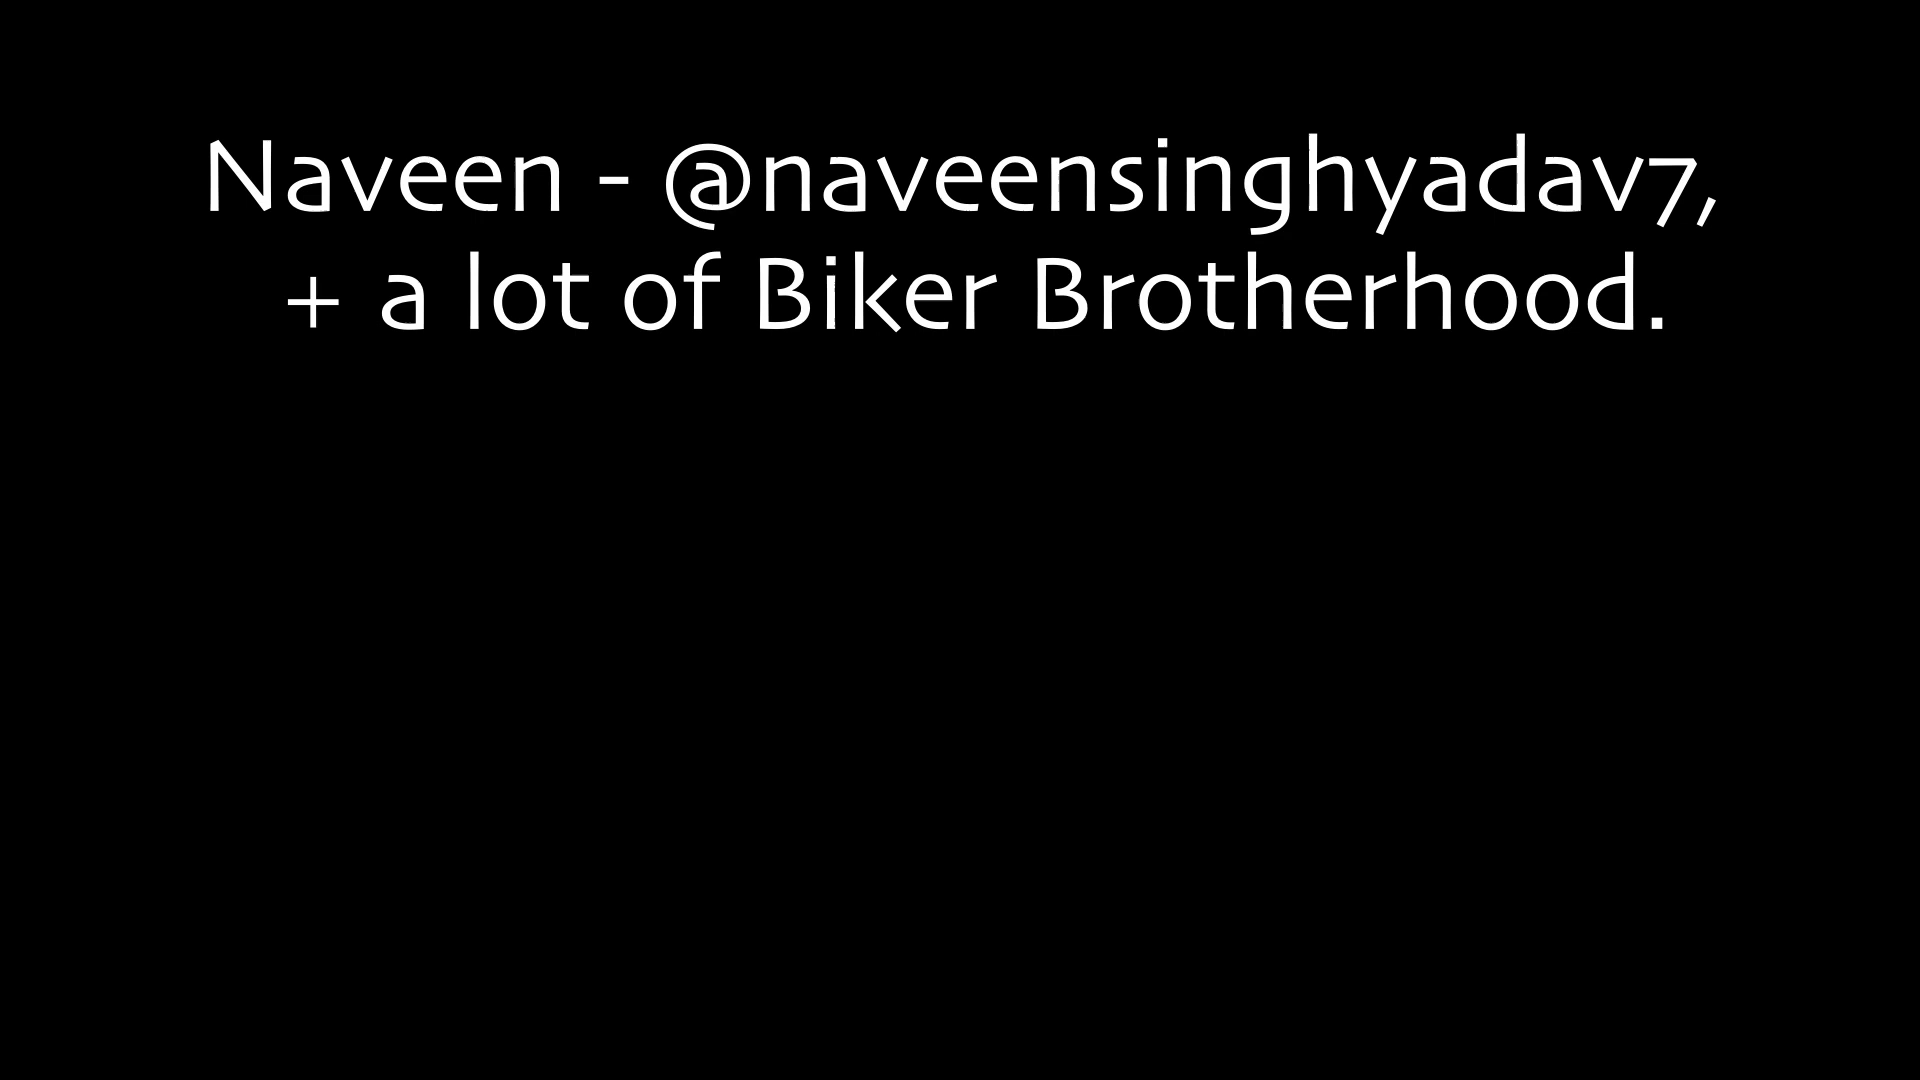 Naveen - @naveensinghyadav7,
+ a lot of Biker Brotherhood.